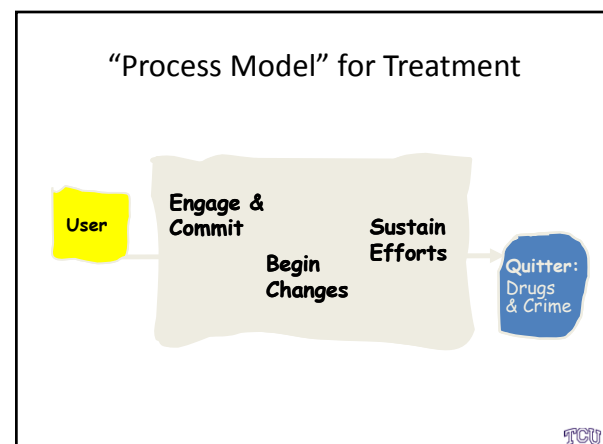 “Process Model” for Treatment
User
Engage &
Commit
Begin
Changes
Sustain
Efforts
Quitter:
Drugs
& Crime
TCU